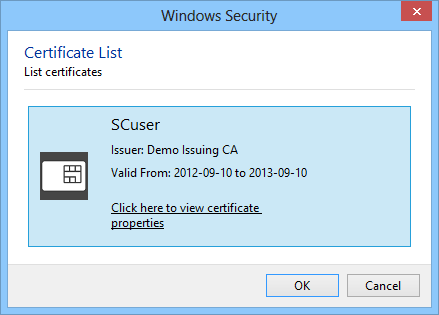 Windows Security
Certificate List
List certificates
SCuser
Issuer: Demo Issuing CA
Valid From: 2012-09-10 to 2013-09-10
Click here to view certificate
properties
OK
Cancel